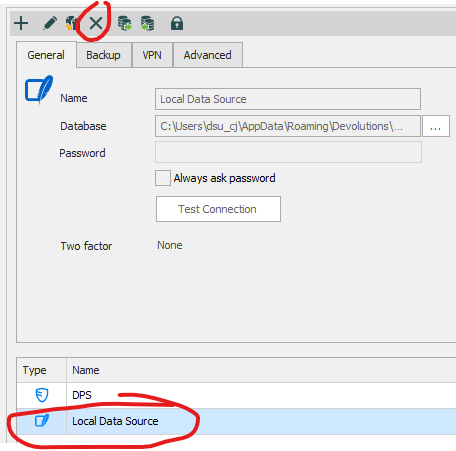 General Backup VPN Advanced
Name Local Data Source
Database C:\Users\dsu_cj\AppData\Roaming\Devolutions\... ...
Password
Always ask password
Test Connection
Two factor None
Type Name
DPS
Local Data Source